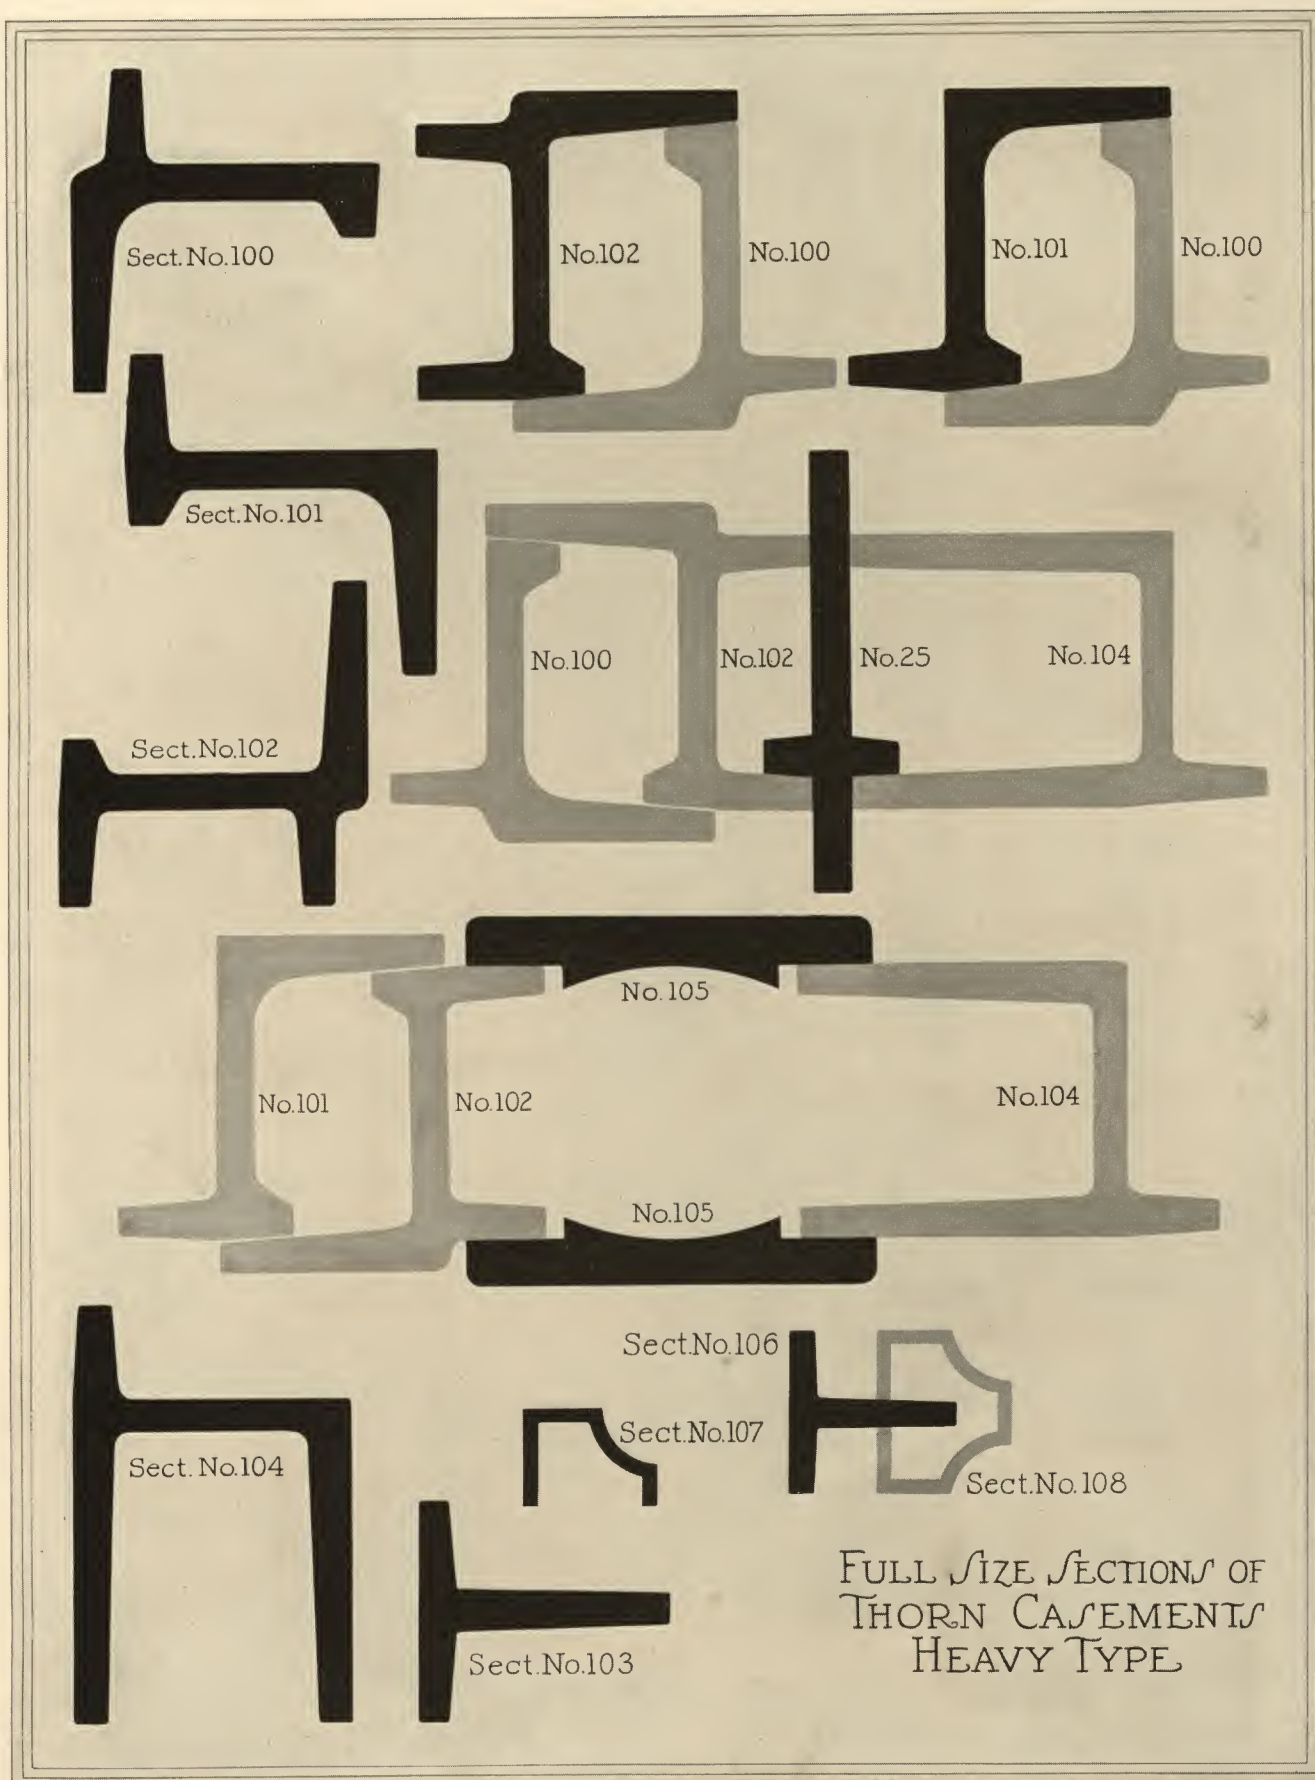 Sect.No.100
No.102
No.100
No.101
No.100
Sect.No.101
No.100
No.102
No.25
No.104
Sect.No.102
No.105
No.101
No.102
No.104
No.105
Sect.No.106
Sect.No.107
Sect.No.104
Sect.No.108
Sect.No.103
FULL SIZE SECTIONS OF
THORN CASEMENTS
HEAVY TYPE